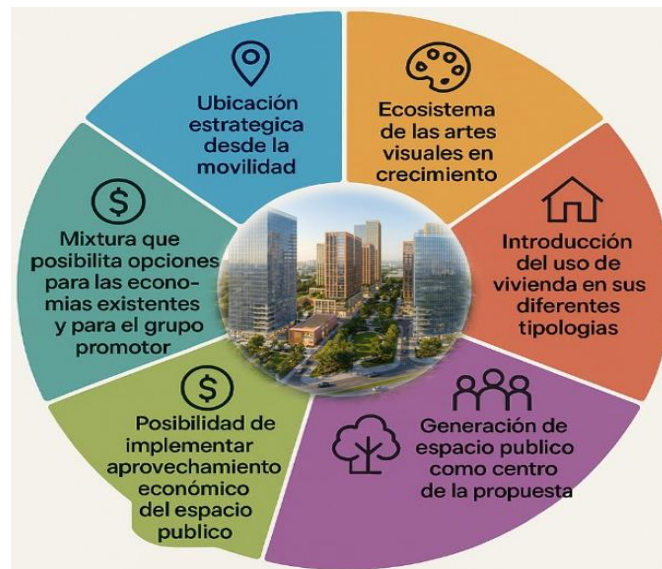 Ubicación
estrategica
desde la
movilidad
Ecosistema
de las artes
visuales en
crecimiento
Introducción
del uso de
vivienda en sus
diferentes
tipologias
Generación de
espacio publico
como centro
de la propuesta
$
Posibilidad de
implementar
aprovechamiento
económico
del espacio
publico
$
Mixtura que
posibilita opciones
para las econo-
mias existentes
y para el grupo
promotor